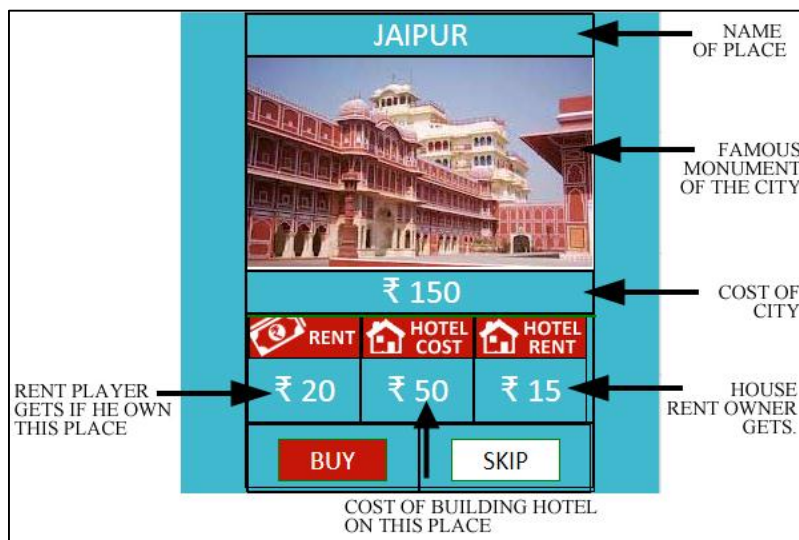 JAIPUR
NAME
OF PLACE
FAMOUS
MONUMENT
OF THE CITY
₹ 150
COST OF
CITY
RENT
HOTEL
COST
HOTEL
RENT
RENT PLAYER
GETS IF HE OWN
THIS PLACE
₹ 20
₹ 50
₹ 15
HOUSE
RENT OWNER
GETS.
BUY
SKIP
COST OF BUILDING HOTEL
ON THIS PLACE